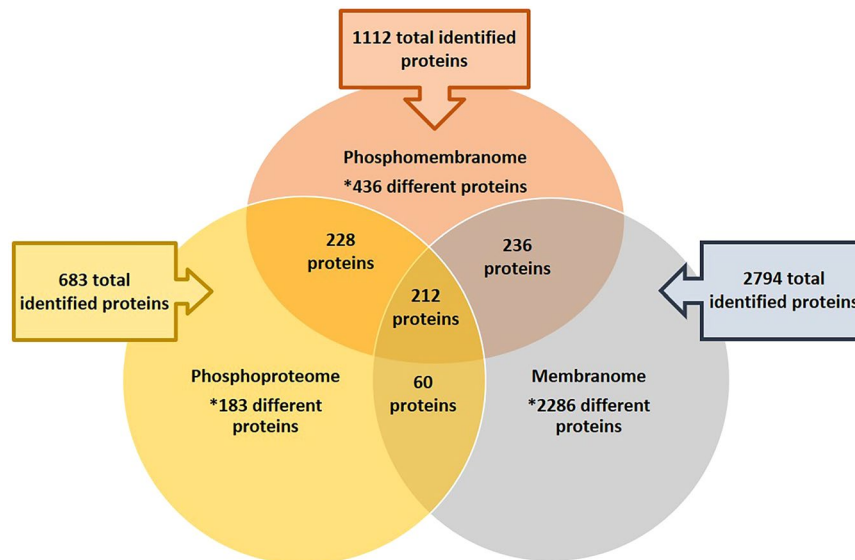 1112 total identified
proteins
Phosphomembranome
*436 different proteins
228
proteins
236
proteins
683 total
identified proteins
2794 total
identified proteins
212
proteins
Phosphoproteome
*183 different
proteins
60
proteins
Membranome
*2286 different
proteins